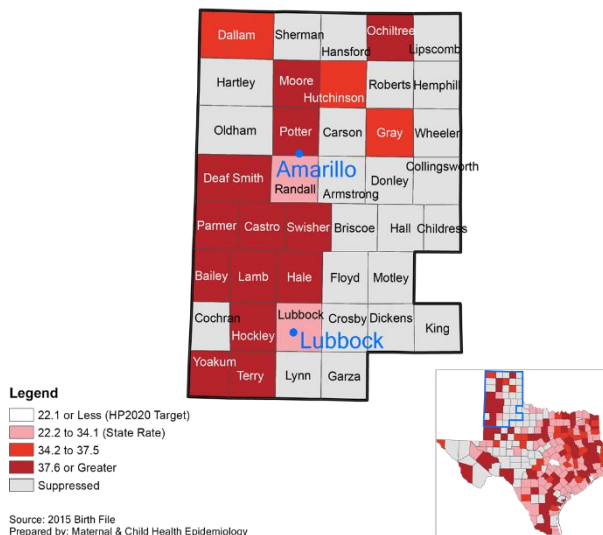 Dallam
Sherman
Hansford
Ochiltree
Lipscomb
Hartley
Moore
Hutchinson
Roberts
Hemphill
Oldham
Potter
Carson
Gray
Wheeler
Amarillo
Deaf Smith
Randall
Armstrong
Donley
Collingsworth
Parmer
Castro
Swisher
Briscoe
Hall
Childress
Bailey
Lamb
Hale
Floyd
Motley
Cochran
Hockley
Lubbock
Crosby
Dickens
King
Lubbock
Yoakum
Terry
Lynn
Garza
Legend
22.1 or Less (HP2020 Target)
22.2 to 34.1 (State Rate)
34.2 to 37.5
37.6 or Greater
Suppressed
Source: 2015 Birth File
Prepared by: Maternal & Child Health Epidemiology